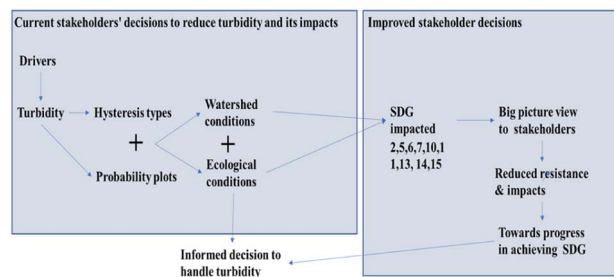 Current stakeholders' decisions to reduce turbidity and its impacts
Drivers
Turbidity
Hysteresis types
+
Probability plots
Watershed
conditions
+
Ecological
conditions
Informed decision to
handle turbidity
Improved stakeholder decisions
SDG
impacted
2,5,6,7,10,1
1,13, 14,15
Big picture view
to stakeholders
Reduced resistance
& impacts
Towards progress
in achieving SDG